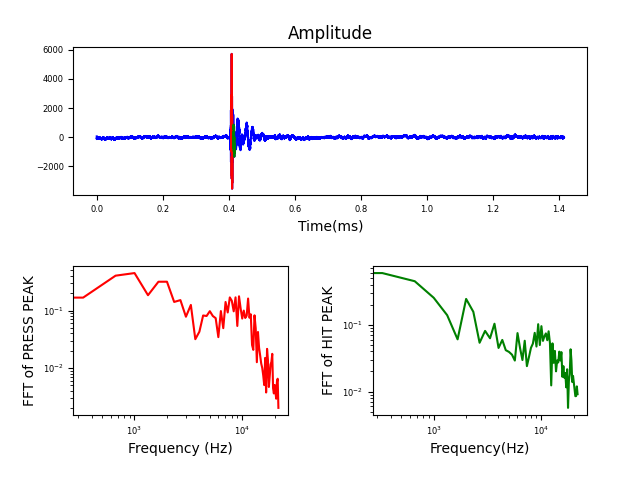 Amplitude
6000
4000
2000
0
−2000
0.0 0.2 0.4 0.6 0.8 1.0 1.2 1.4
Time(ms)
FFT of PRESS PEAK
10⁻¹
10⁻²
10³ 10⁴
Frequency (Hz)
FFT of HIT PEAK
10⁻¹
10⁻²
10³ 10⁴
Frequency(Hz)